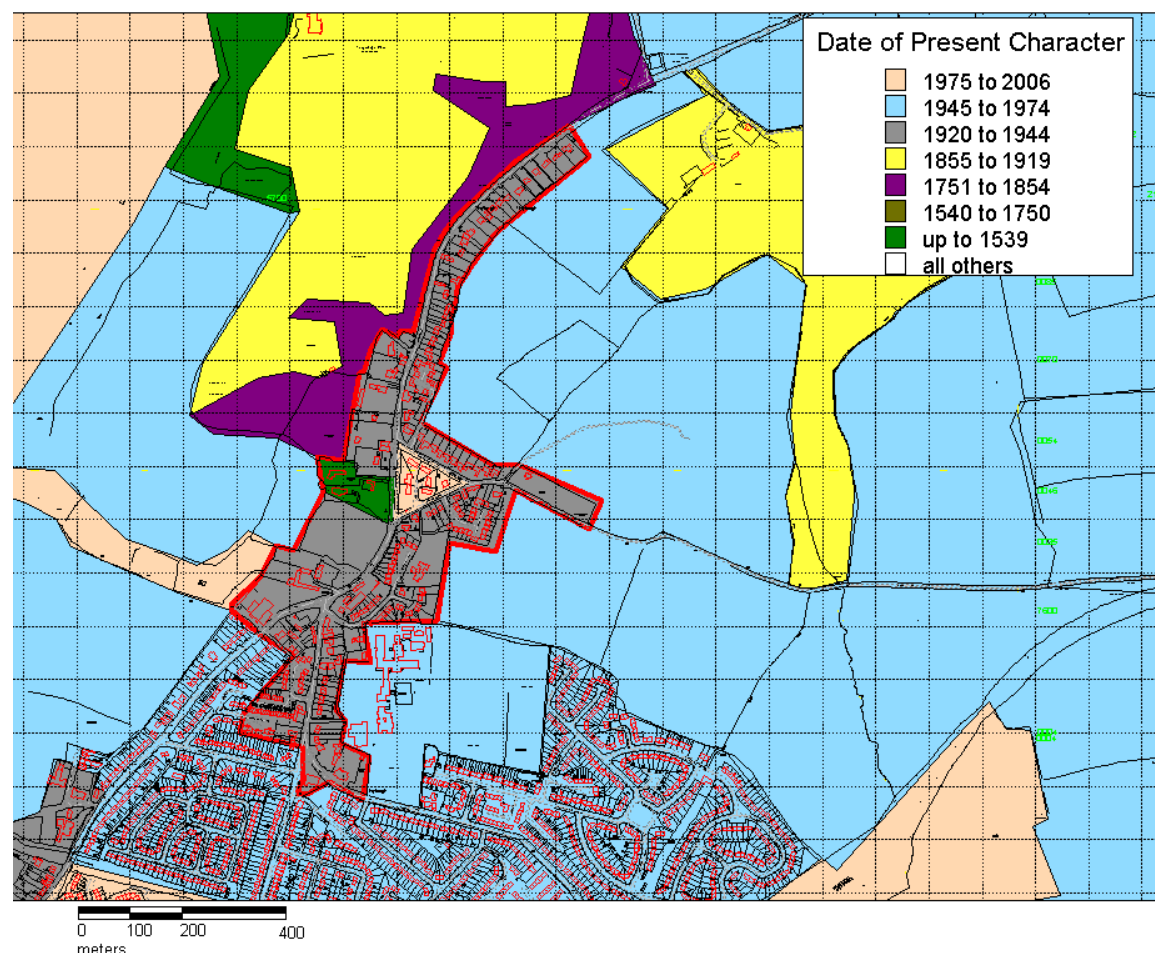 Date of Present Character
1975 to 2006
1945 to 1974
1920 to 1944
1855 to 1919
1751 to 1854
1540 to 1750
up to 1539
all others
0 100 200 400
meters